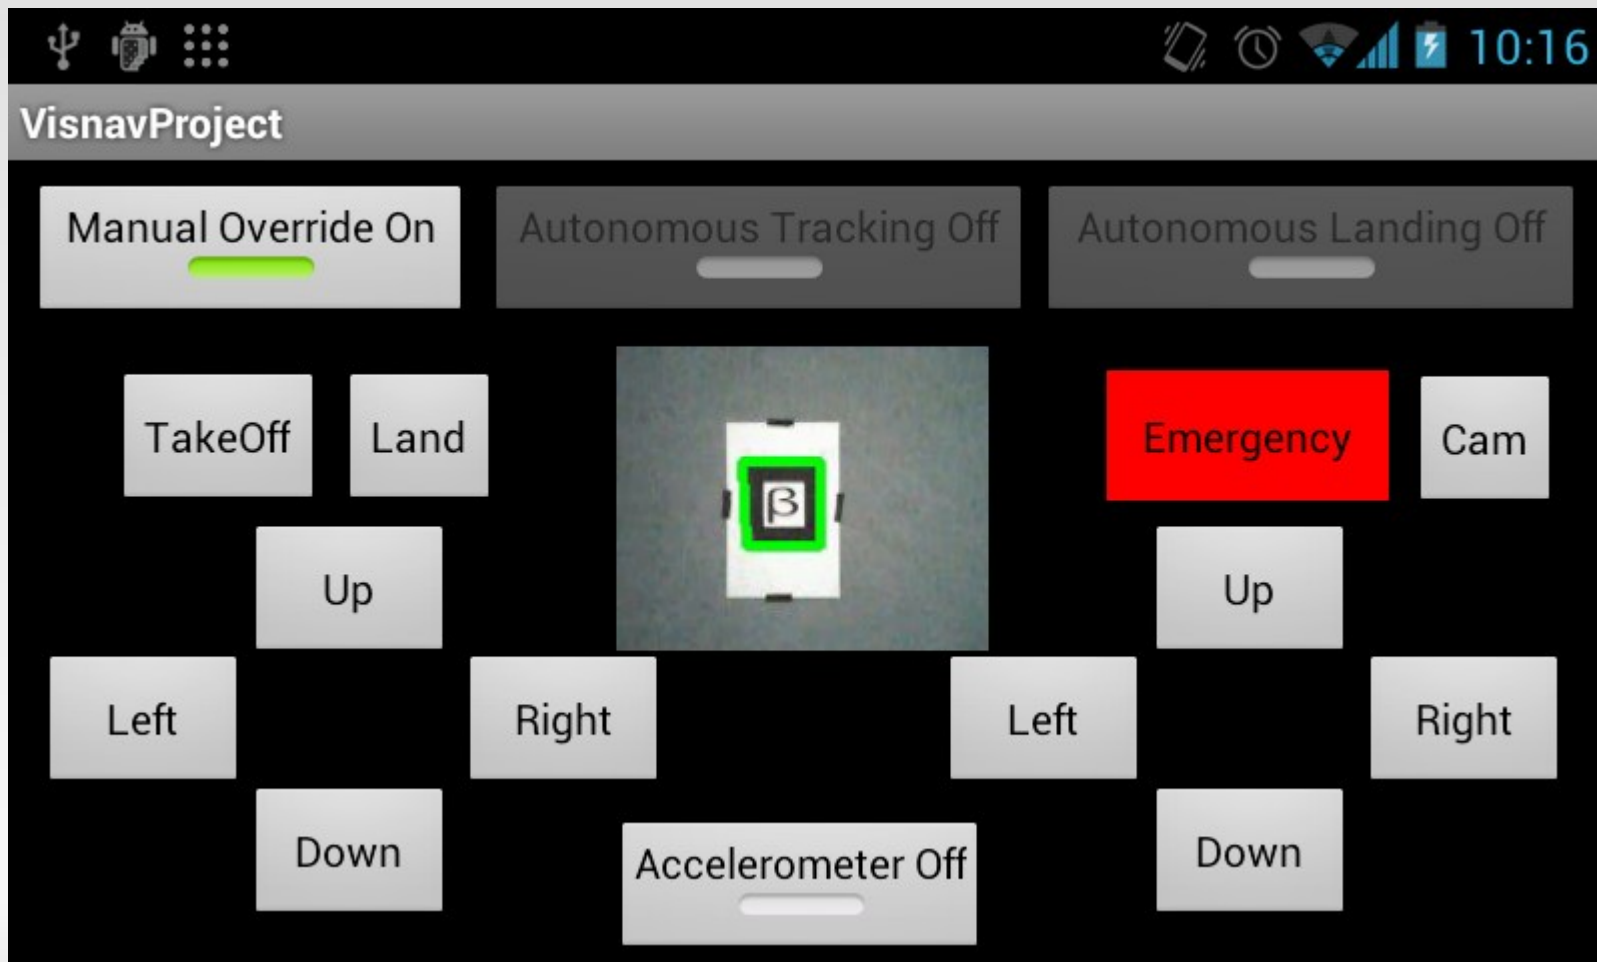 10:16
VisnavProject
Manual Override On
Autonomous Tracking Off
Autonomous Landing Off
TakeOff
Land
β
Emergency
Cam
Up
Up
Left
Right
Left
Right
Down
Accelerometer Off
Down